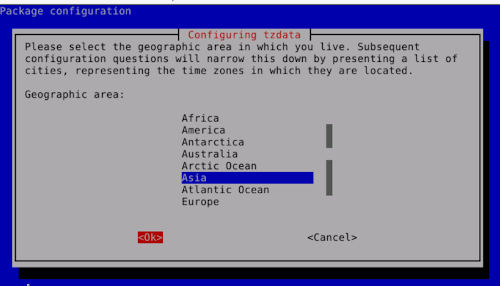 Package configuration
Configuring tzdata
Please select the geographic area in which you live. Subsequent
configuration questions will narrow this down by presenting a list of
cities, representing the time zones in which they are located.
Geographic area:
Africa
America
Antarctica
Australia
Arctic Ocean
Asia
Atlantic Ocean
Europe
<Ok> <Cancel>